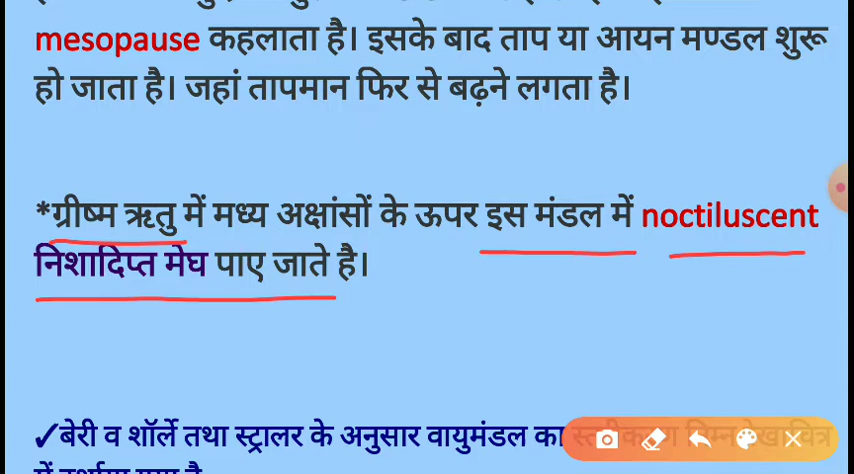 mesopause कहलाता है। इसके बाद ताप या आयन मण्डल शुरू
हो जाता है। जहां तापमान फिर से बढ़ने लगता है।
*ग्रीष्म ऋतु में मध्य अक्षांसों के ऊपर इस मंडल में noctiluscent
निशादिप्त मेघ पाए जाते है।
✓बेरी व शॉर्ले तथा स्ट्रालर के अनुसार वायुमंडल का